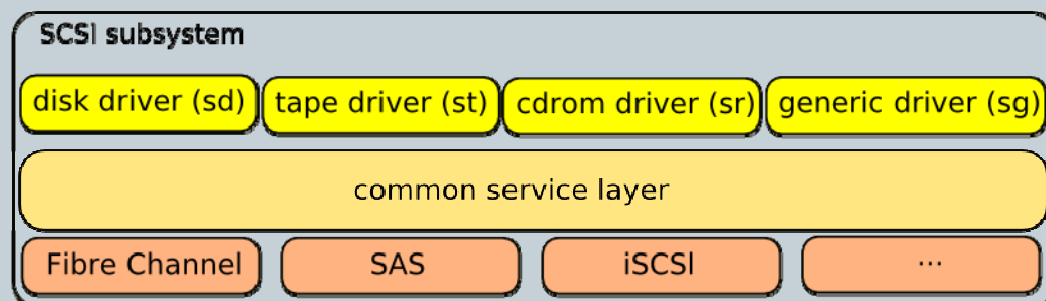 SCSI subsystem
disk driver (sd) tape driver (st) cdrom driver (sr) generic driver (sg)
common service layer
Fibre Channel SAS iSCSI ...